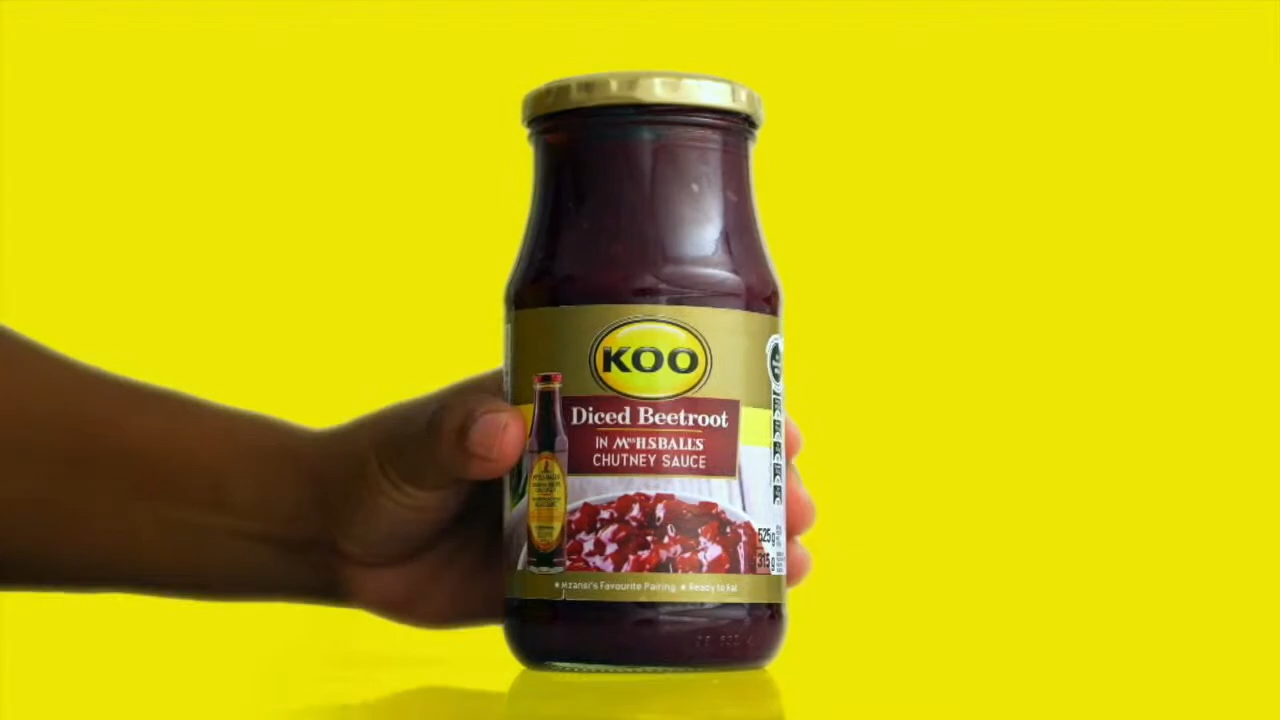 KOO
Diced Beetroot
IN Mrs H.S. BALL'S
CHUTNEY SAUCE
525g
315g
★ Mzansi's Favourite Pairing ★ Ready to Eat